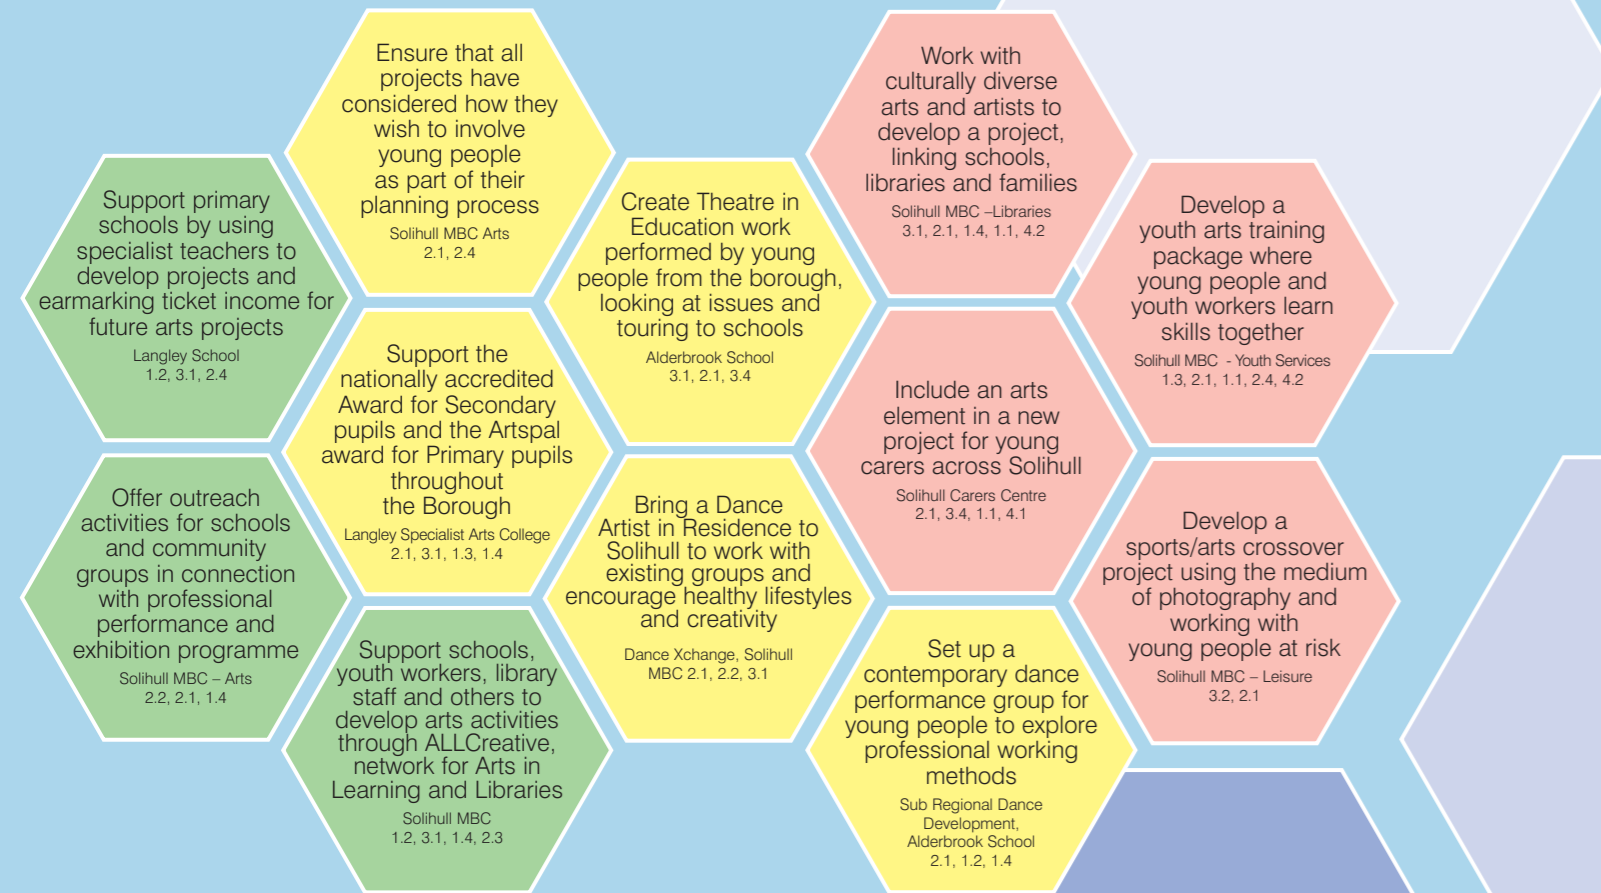 Support primary
schools by using
specialist teachers to
develop projects and
earmarking ticket income for
future arts projects
Langley School
1.2, 3.1, 2.4
Offer outreach
activities for schools
and community
groups in connection
with professional
performance and
exhibition programme
Solihull MBC – Arts
2.2, 2.1, 1.4
Ensure that all
projects have
considered how they
wish to involve
young people
as part of their
planning process
Solihull MBC Arts
2.1, 2.4
Support the
nationally accredited
Award for Secondary
pupils and the Artspal
award for Primary pupils
throughout
the Borough
Langley Specialist Arts College
2.1, 3.1, 1.3, 1.4
Support schools,
youth workers, library
staff and others to
develop arts activities
through ALLCreative,
network for Arts in
Learning and Libraries
Solihull MBC
1.2, 3.1, 1.4, 2.3
Create Theatre in
Education work
performed by young
people from the borough,
looking at issues and
touring to schools
Alderbrook School
3.1, 2.1, 3.4
Bring a Dance
Artist in Residence to
Solihull to work with
existing groups and
encourage healthy lifestyles
and creativity
Dance Xchange, Solihull
MBC 2.1, 2.2, 3.1
Work with
culturally diverse
arts and artists to
develop a project,
linking schools,
libraries and families
Solihull MBC –Libraries
3.1, 2.1, 1.4, 1.1, 4.2
Include an arts
element in a new
project for young
carers across Solihull
Solihull Carers Centre
2.1, 3.4, 1.1, 4.1
Set up a
contemporary dance
performance group for
young people to explore
professional working
methods
Sub Regional Dance
Development,
Alderbrook School
2.1, 1.2, 1.4
Develop a
youth arts training
package where
young people and
youth workers learn
skills together
Solihull MBC - Youth Services
1.3, 2.1, 1.1, 2.4, 4.2
Develop a
sports/arts crossover
project using the medium
of photography and
working with
young people at risk
Solihull MBC – Leisure
3.2, 2.1